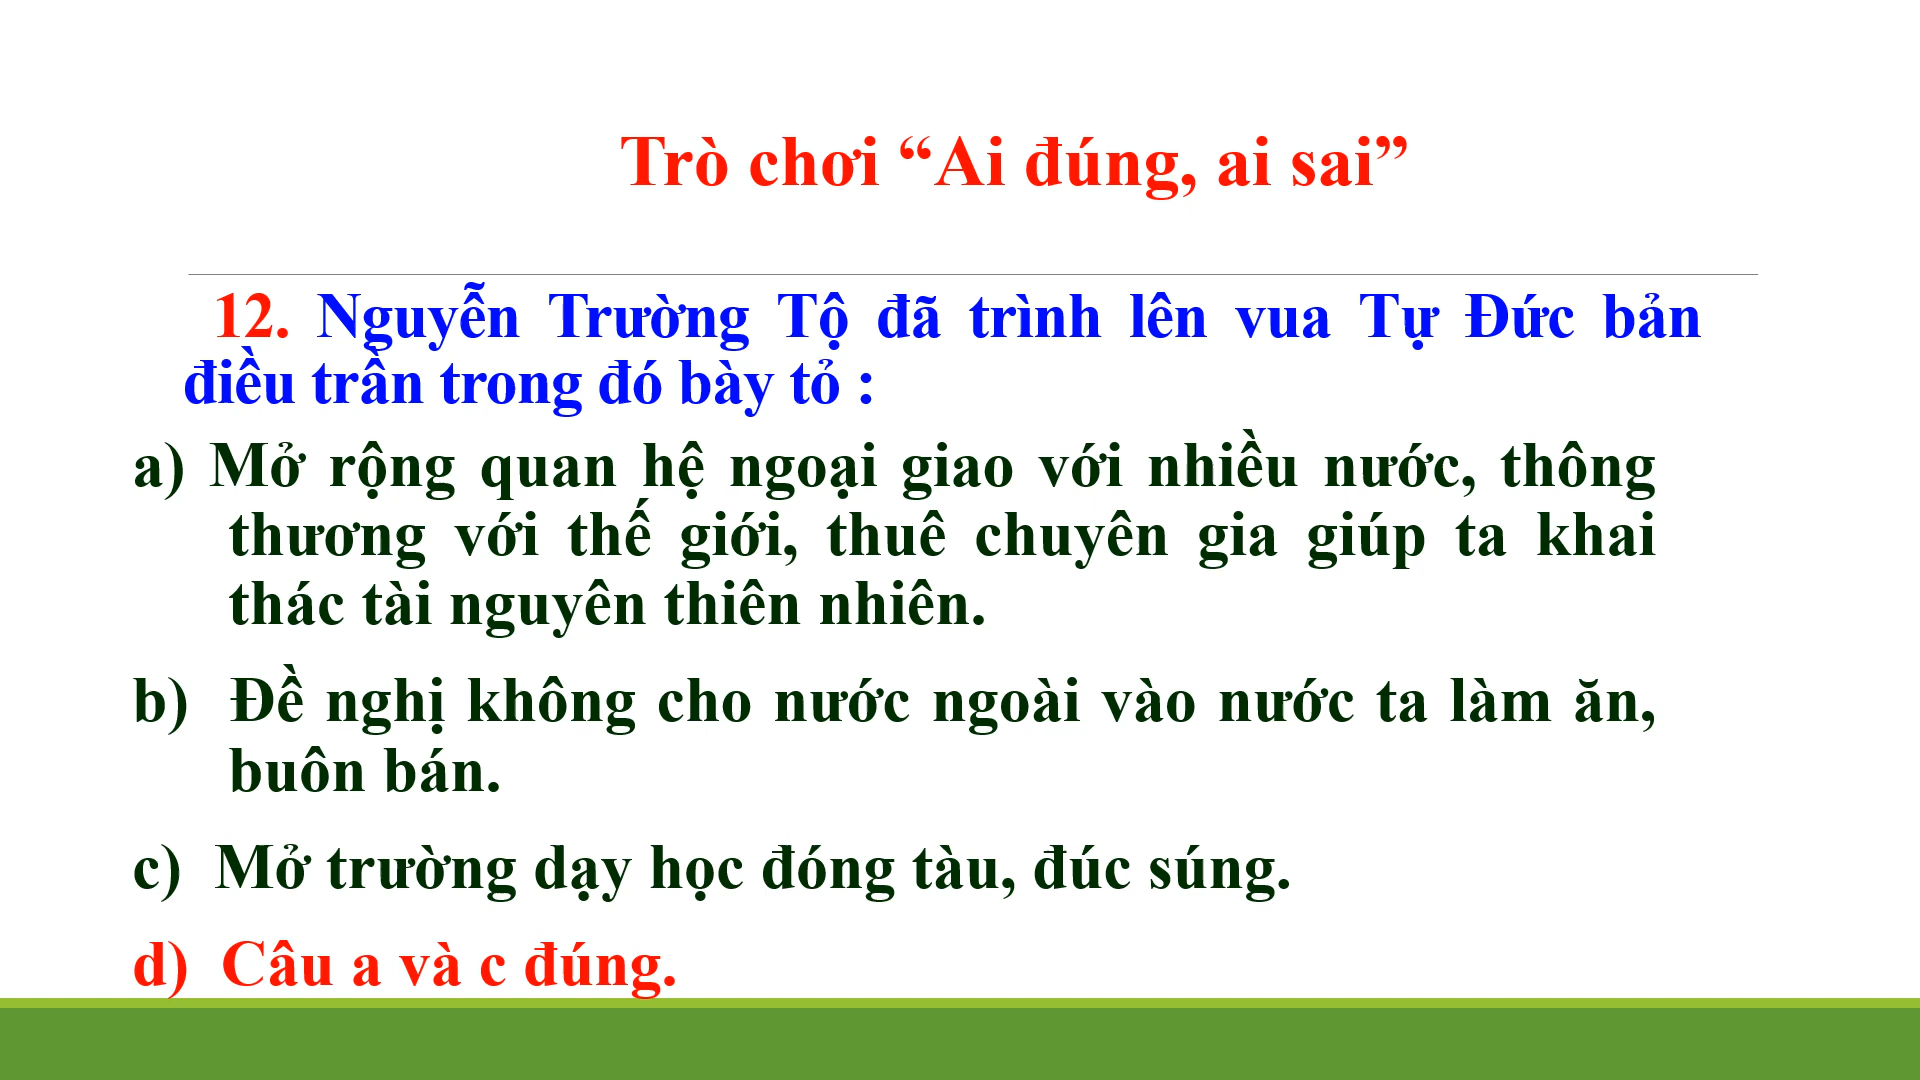 Trò chơi “Ai đúng, ai sai”
12. Nguyễn Trường Tộ đã trình lên vua Tự Đức bản
điều trần trong đó bày tỏ :
a) Mở rộng quan hệ ngoại giao với nhiều nước, thông
thương với thế giới, thuê chuyên gia giúp ta khai
thác tài nguyên thiên nhiên.
b) Đề nghị không cho nước ngoài vào nước ta làm ăn,
buôn bán.
c) Mở trường dạy học đóng tàu, đúc súng.
d) Câu a và c đúng.